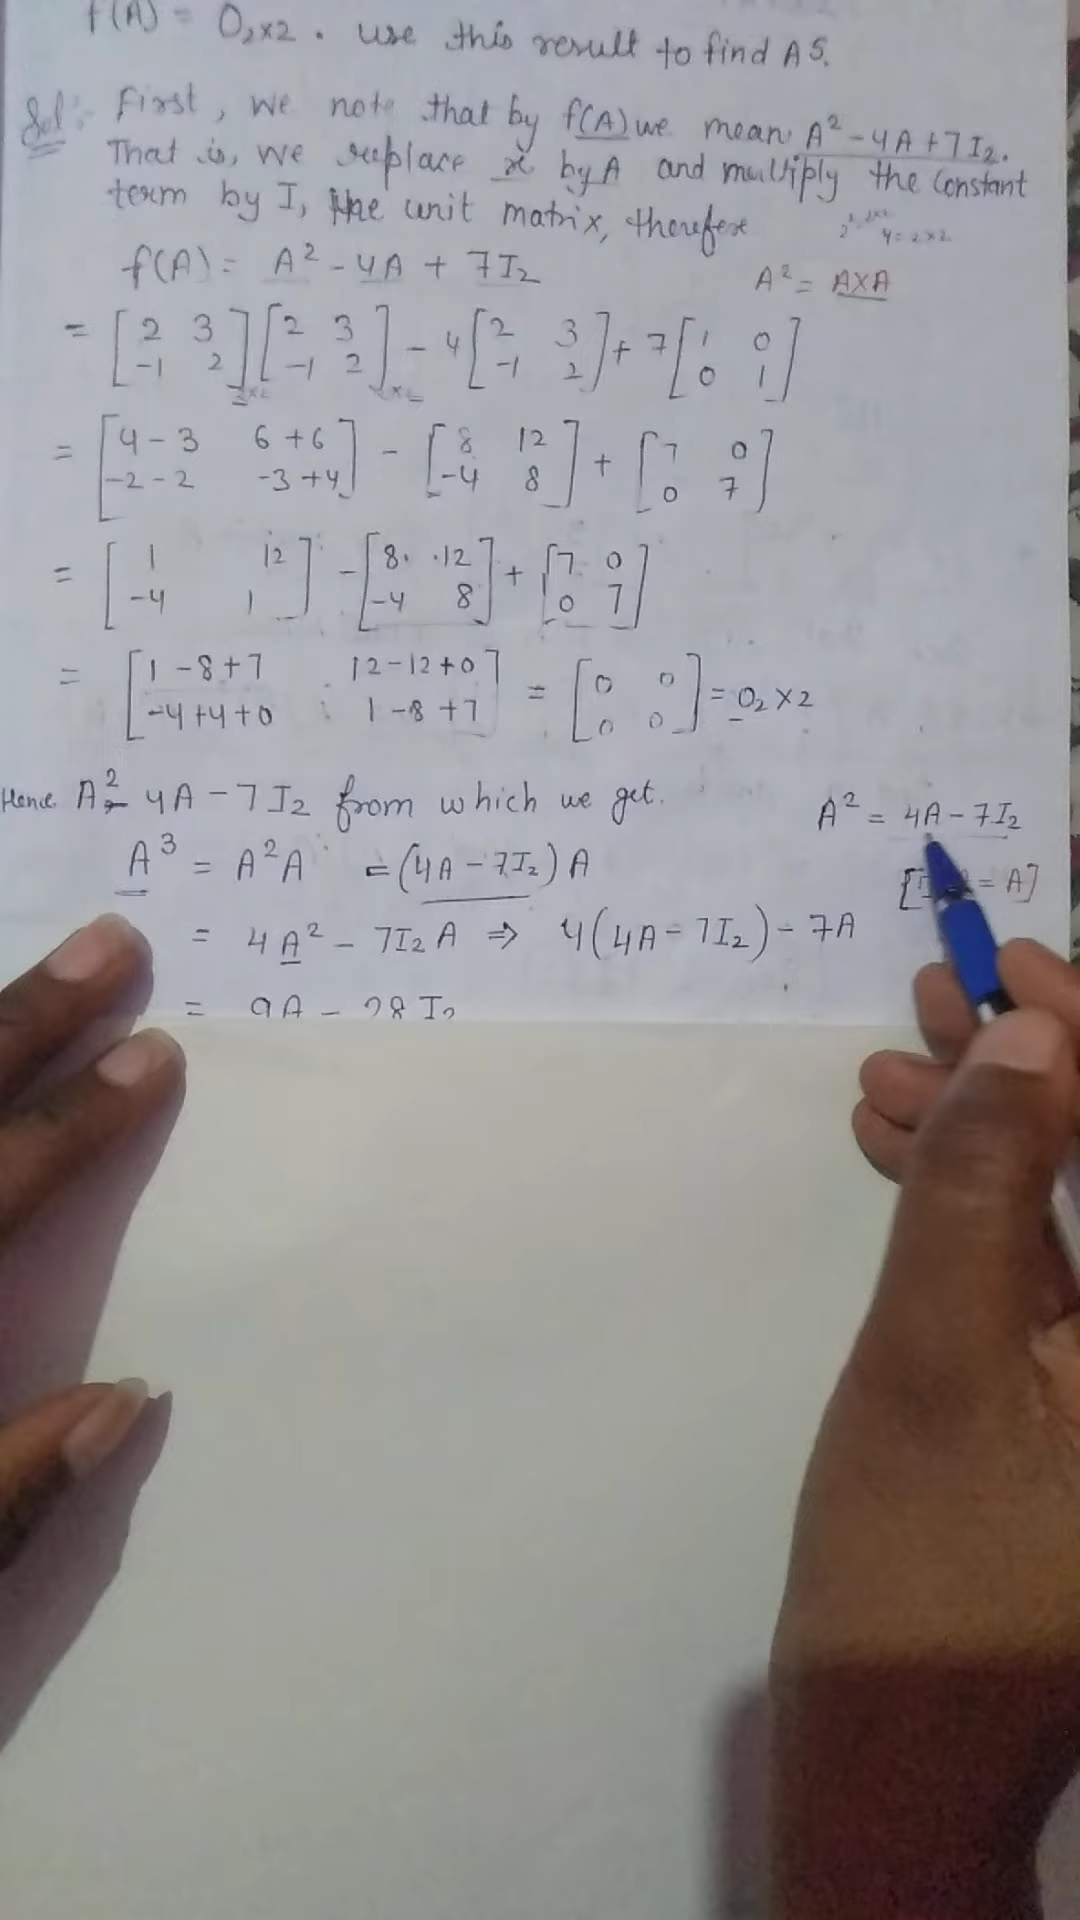 f(A) = O₂ₓ₂ . use this result to find A5.
Sol:- First, we note that by f(A) we mean A² - 4A + 7I₂.
That is, we replace x by A and multiply the constant
term by I, the unit matrix, therefore
4 = 2×2
f(A) = A² - 4A + 7I₂
A² = A×A
= [2 3 -1 2] [2 3 -1 2] - 4 [2 3 -1 2] + 7 [1 0 0 1]
= [4 - 3 6 + 6 -2 - 2 -3 + 4] - [8 12 -4 8] + [7 0 0 7]
= [1 12 -4 1] - [8 12 -4 8] + [7 0 0 7]
= [1 - 8 + 7 12 - 12 + 0 -4 + 4 + 0 1 - 8 + 7] = [0 0 0 0] = O₂ × 2
Hence A² = 4A - 7I₂ from which we get.
A² = 4A - 7I₂
A³ = A²A = (4A - 7I₂) A
= A]
= 4A² - 7I₂A ⇒ 4(4A - 7I₂) - 7A
= 9A - 28I₂